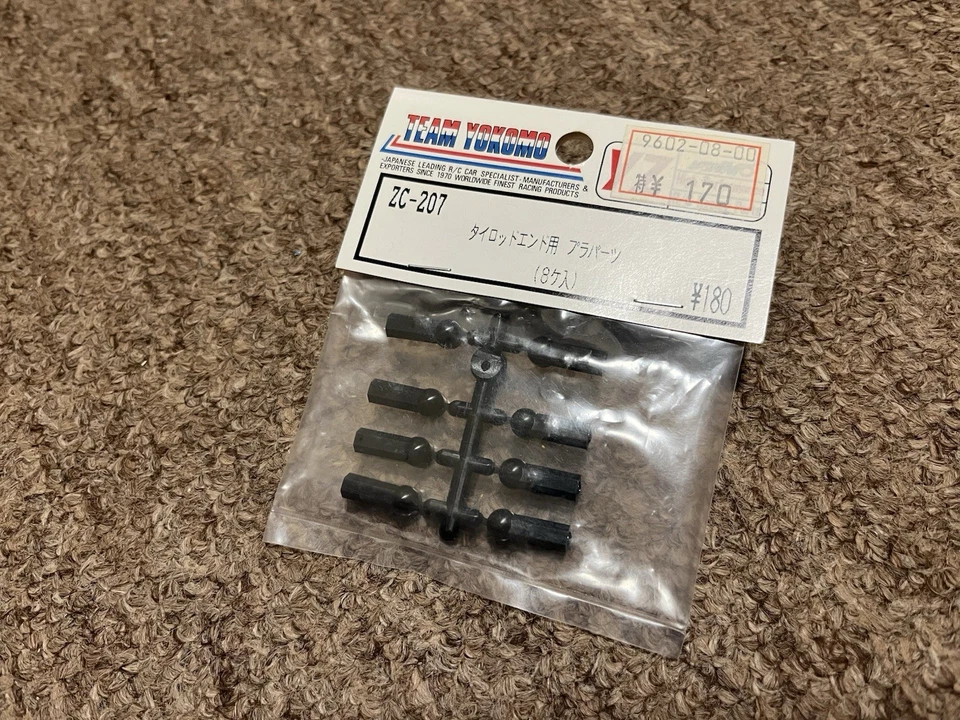 TEAM YOKOMO
-JAPANESE LEADING R/C CAR SPECIALIST-MANUFACTURERS &
EXPORTERS SINCE 1970 WORLDWIDE FINEST RACING PRODUCTS
9602-08-00
特¥ 170
ZC-207
タイロッドエンド用 プラパーツ
(8ケ入)
¥180